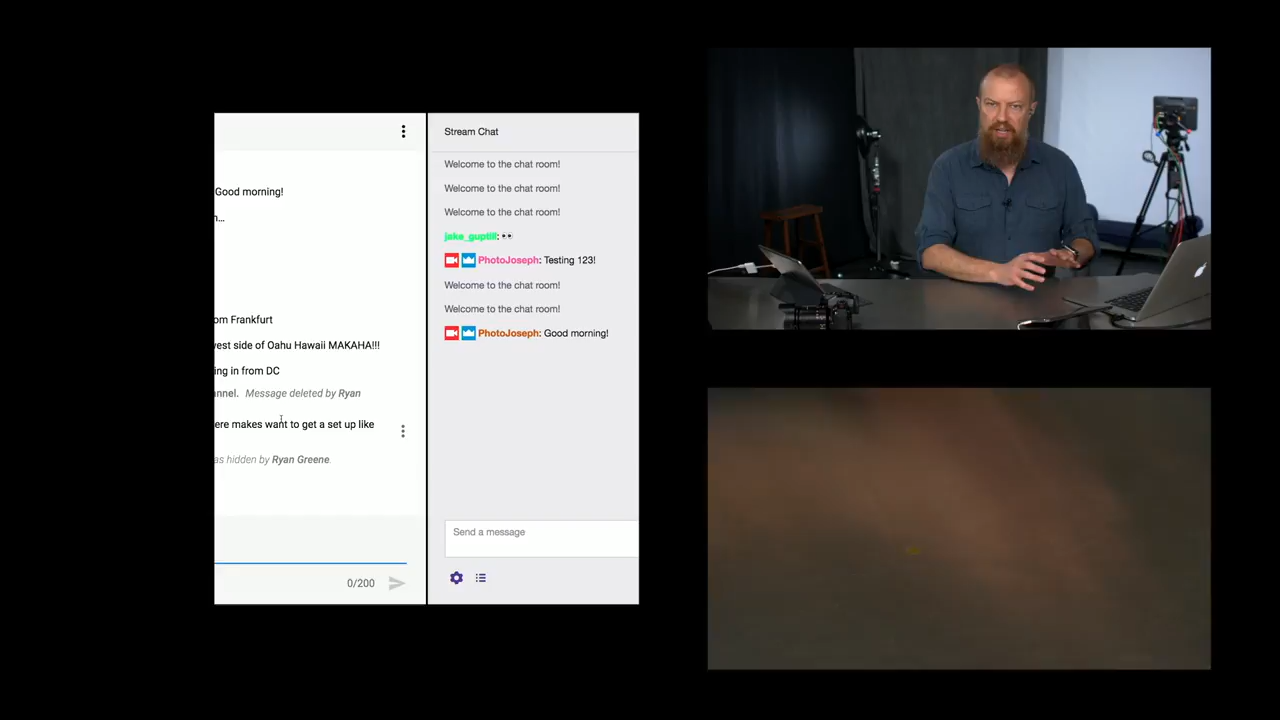 Good morning!
n...
om Frankfurt
vest side of Oahu Hawaii MAKAHA!!!
ing in from DC
nnel. Message deleted by Ryan
ere makes want to get a set up like
as hidden by Ryan Greene.
0/200
Stream Chat
Welcome to the chat room!
Welcome to the chat room!
Welcome to the chat room!
jake_guptill: 👀
PhotoJoseph: Testing 123!
Welcome to the chat room!
Welcome to the chat room!
PhotoJoseph: Good morning!
Send a message